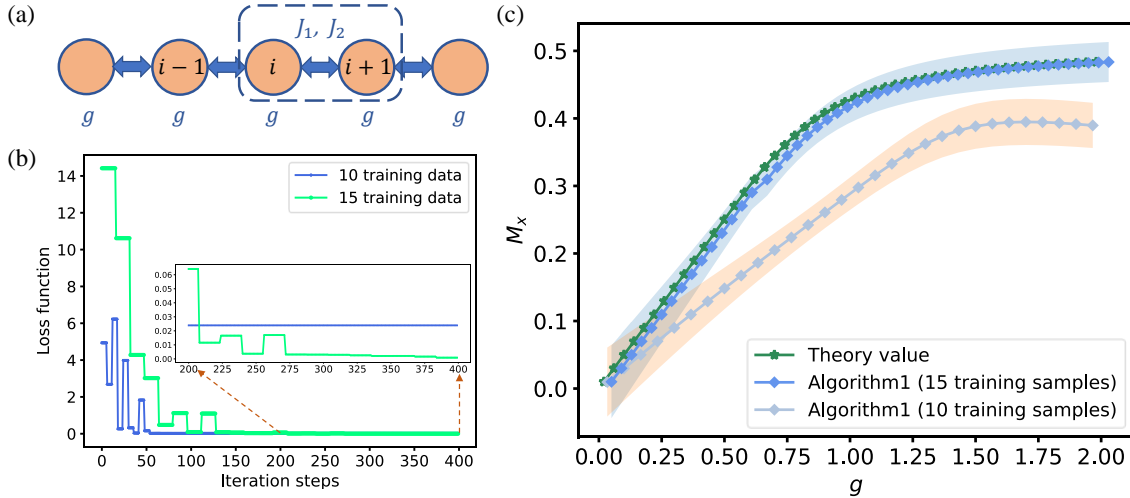 (a)
J₁, J₂
i − 1
i
i + 1
g
g
g
g
g
(b)
Loss function
14
12
10
8
6
4
2
0
10 training data
15 training data
0.06
0.05
0.04
0.03
0.02
0.01
0.00
200 225 250 275 300 325 350 375 400
0 50 100 150 200 250 300 350 400
Iteration steps
(c)
Mₓ
0.5
0.4
0.3
0.2
0.1
0.0
Theory value
Algorithm1 (15 training samples)
Algorithm1 (10 training samples)
0.00 0.25 0.50 0.75 1.00 1.25 1.50 1.75 2.00
g